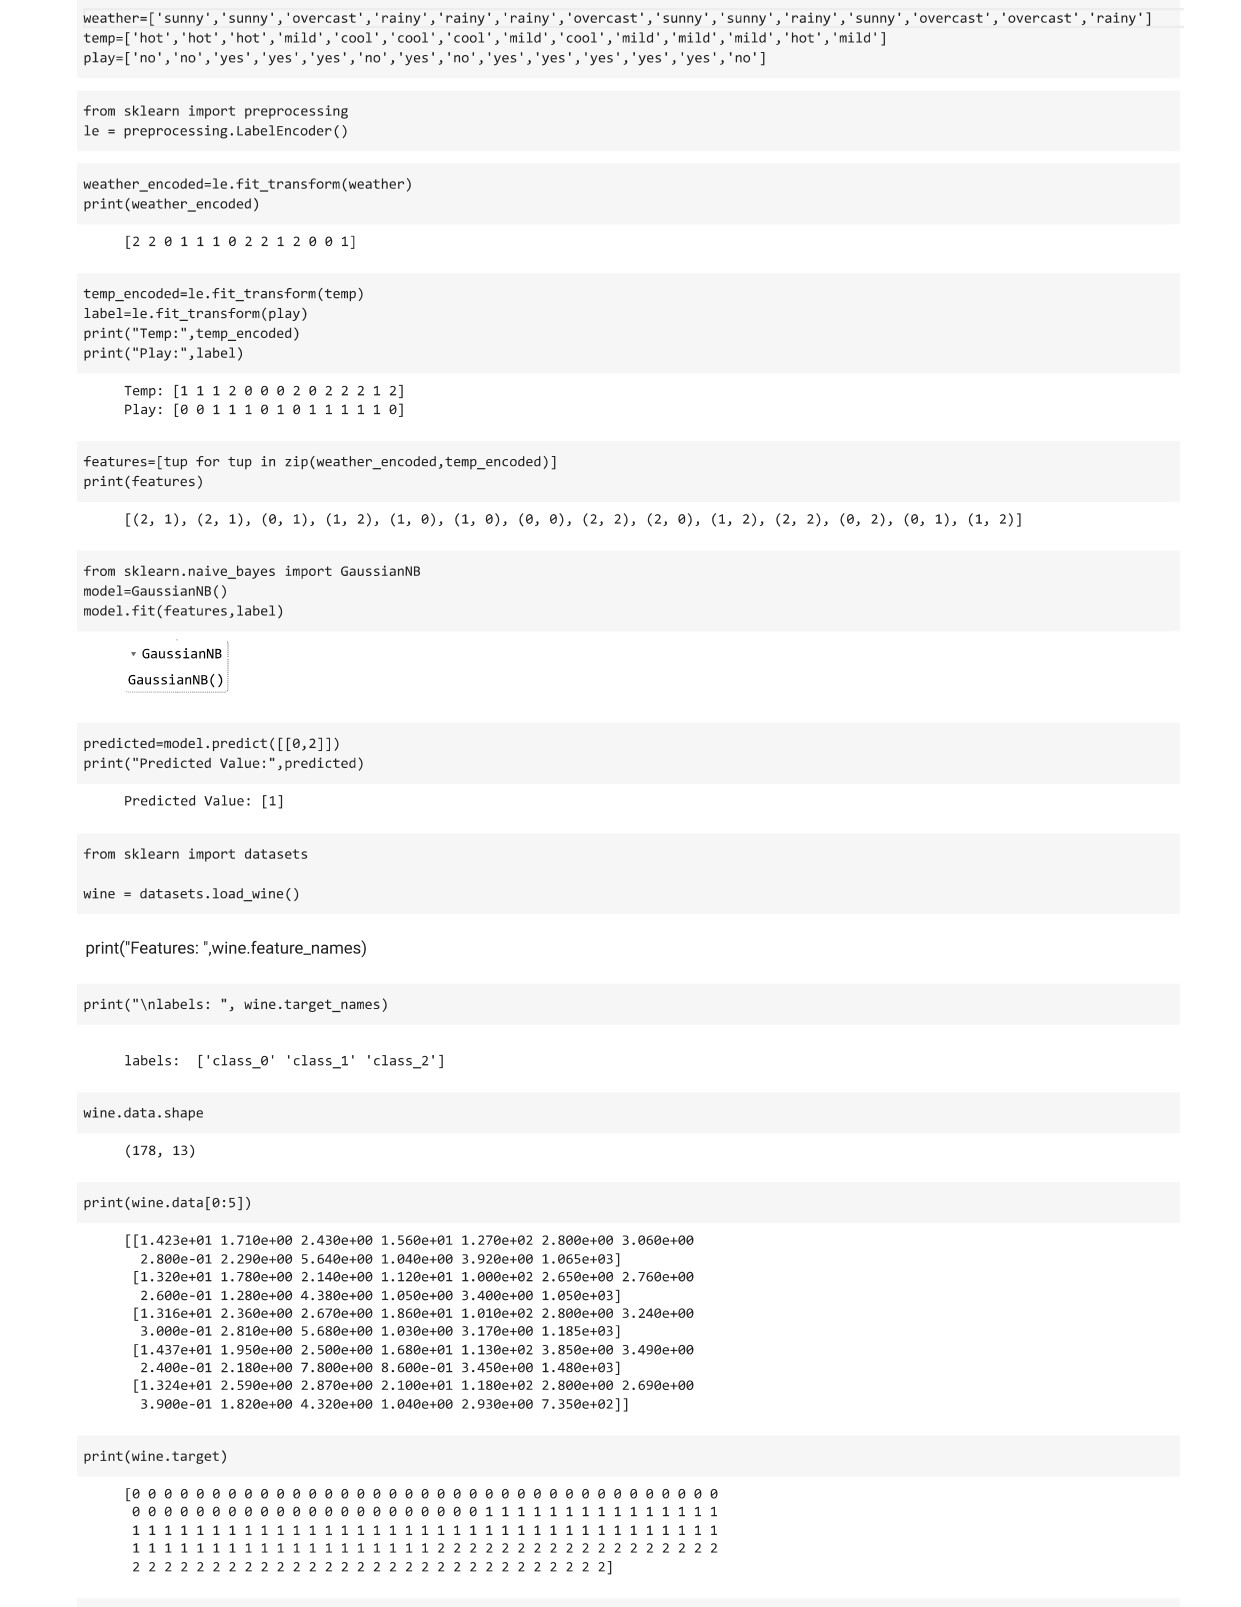 weather=['sunny','sunny','overcast','rainy','rainy','rainy','overcast','sunny','sunny','rainy','sunny','overcast','overcast','rainy']
temp=['hot','hot','hot','mild','cool','cool','cool','mild','cool','mild','mild','mild','hot','mild']
play=['no','no','yes','yes','yes','no','yes','no','yes','yes','yes','yes','yes','no']
from sklearn import preprocessing
le = preprocessing.LabelEncoder()
weather_encoded=le.fit_transform(weather)
print(weather_encoded)
[2 2 0 1 1 1 0 2 2 1 2 0 0 1]
temp_encoded=le.fit_transform(temp)
label=le.fit_transform(play)
print("Temp:",temp_encoded)
print("Play:",label)
Temp: [1 1 1 2 0 0 0 2 0 2 2 2 1 2]
Play: [0 0 1 1 1 0 1 0 1 1 1 1 1 0]
features=[tup for tup in zip(weather_encoded,temp_encoded)]
print(features)
[(2, 1), (2, 1), (0, 1), (1, 2), (1, 0), (1, 0), (0, 0), (2, 2), (2, 0), (1, 2), (2, 2), (0, 2), (0, 1), (1, 2)]
from sklearn.naive_bayes import GaussianNB
model=GaussianNB()
model.fit(features,label)
▾ GaussianNB
GaussianNB()
predicted=model.predict([[0,2]])
print("Predicted Value:",predicted)
Predicted Value: [1]
from sklearn import datasets
wine = datasets.load_wine()
print("Features: ",wine.feature_names)
print("\nlabels: ", wine.target_names)
labels:  ['class_0' 'class_1' 'class_2']
wine.data.shape
(178, 13)
print(wine.data[0:5])
[[1.423e+01 1.710e+00 2.430e+00 1.560e+01 1.270e+02 2.800e+00 3.060e+00
2.800e-01 2.290e+00 5.640e+00 1.040e+00 3.920e+00 1.065e+03]
[1.320e+01 1.780e+00 2.140e+00 1.120e+01 1.000e+02 2.650e+00 2.760e+00
2.600e-01 1.280e+00 4.380e+00 1.050e+00 3.400e+00 1.050e+03]
[1.316e+01 2.360e+00 2.670e+00 1.860e+01 1.010e+02 2.800e+00 3.240e+00
3.000e-01 2.810e+00 5.680e+00 1.030e+00 3.170e+00 1.185e+03]
[1.437e+01 1.950e+00 2.500e+00 1.680e+01 1.130e+02 3.850e+00 3.490e+00
2.400e-01 2.180e+00 7.800e+00 8.600e-01 3.450e+00 1.480e+03]
[1.324e+01 2.590e+00 2.870e+00 2.100e+01 1.180e+02 2.800e+00 2.690e+00
3.900e-01 1.820e+00 4.320e+00 1.040e+00 2.930e+00 7.350e+02]]
print(wine.target)
[0 0 0 0 0 0 0 0 0 0 0 0 0 0 0 0 0 0 0 0 0 0 0 0 0 0 0 0 0 0 0 0 0 0 0 0 0
0 0 0 0 0 0 0 0 0 0 0 0 0 0 0 0 0 0 0 0 0 0 1 1 1 1 1 1 1 1 1 1 1 1 1 1 1
1 1 1 1 1 1 1 1 1 1 1 1 1 1 1 1 1 1 1 1 1 1 1 1 1 1 1 1 1 1 1 1 1 1 1 1 1
1 1 1 1 1 1 1 1 1 1 1 1 1 1 1 1 1 1 1 2 2 2 2 2 2 2 2 2 2 2 2 2 2 2 2 2 2
2 2 2 2 2 2 2 2 2 2 2 2 2 2 2 2 2 2 2 2 2 2 2 2 2 2 2 2 2 2]